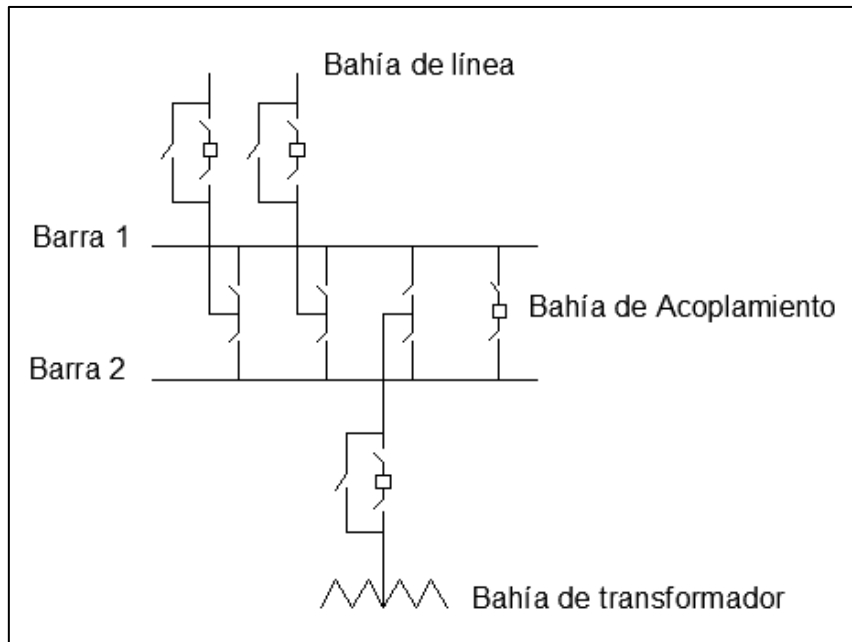 Bahía de línea
Barra 1
Bahía de Acoplamiento
Barra 2
Bahía de transformador